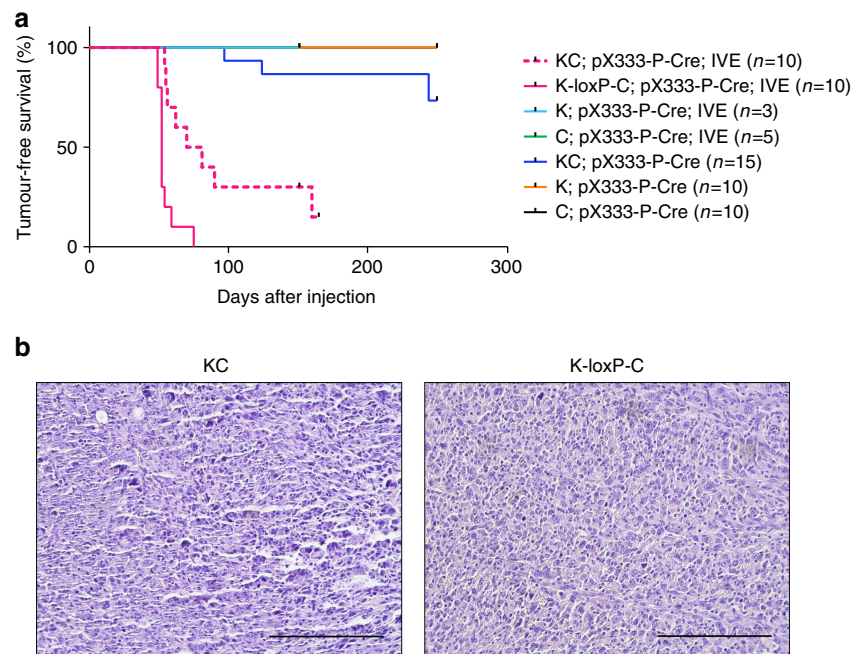 a
100
50
0
Tumour-free survival (%)
0
100
200
300
Days after injection
KC; pX333-P-Cre; IVE (n=10)
K-loxP-C; pX333-P-Cre; IVE (n=10)
K; pX333-P-Cre; IVE (n=3)
C; pX333-P-Cre; IVE (n=5)
KC; pX333-P-Cre (n=15)
K; pX333-P-Cre (n=10)
C; pX333-P-Cre (n=10)
b
KC
K-loxP-C